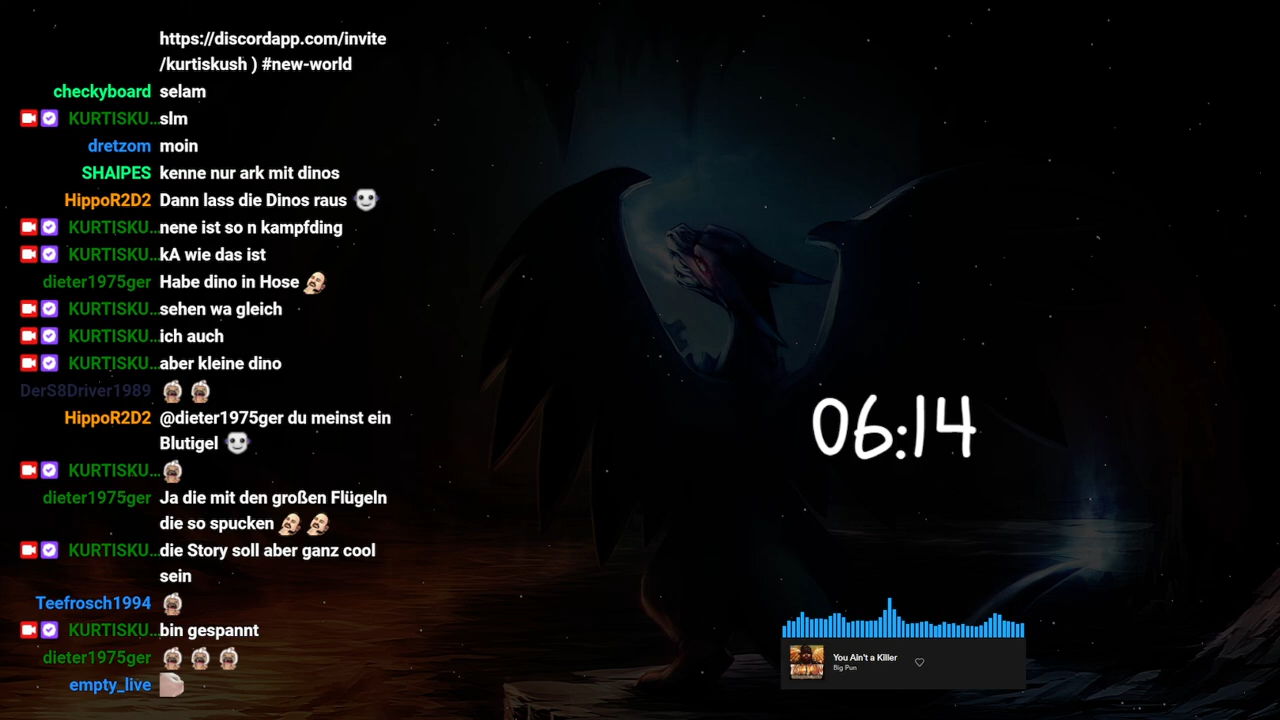 https://discordapp.com/invite
/kurtiskush ) #new-world
checkyboard selam
KURTISKU... slm
dretzom moin
SHAIPES kenne nur ark mit dinos
HippoR2D2 Dann lass die Dinos raus
KURTISKU... nene ist so n kampfding
KURTISKU... kA wie das ist
dieter1975ger Habe dino in Hose
KURTISKU... sehen wa gleich
KURTISKU... ich auch
KURTISKU... aber kleine dino
DerS8Driver1989
HippoR2D2 @dieter1975ger du meinst ein
Blutigel
KURTISKU...
dieter1975ger Ja die mit den großen Flügeln
die so spucken
KURTISKU... die Story soll aber ganz cool
sein
Teefrosch1994
KURTISKU... bin gespannt
dieter1975ger
empty_live
06:14
You Ain't a Killer
Big Pun